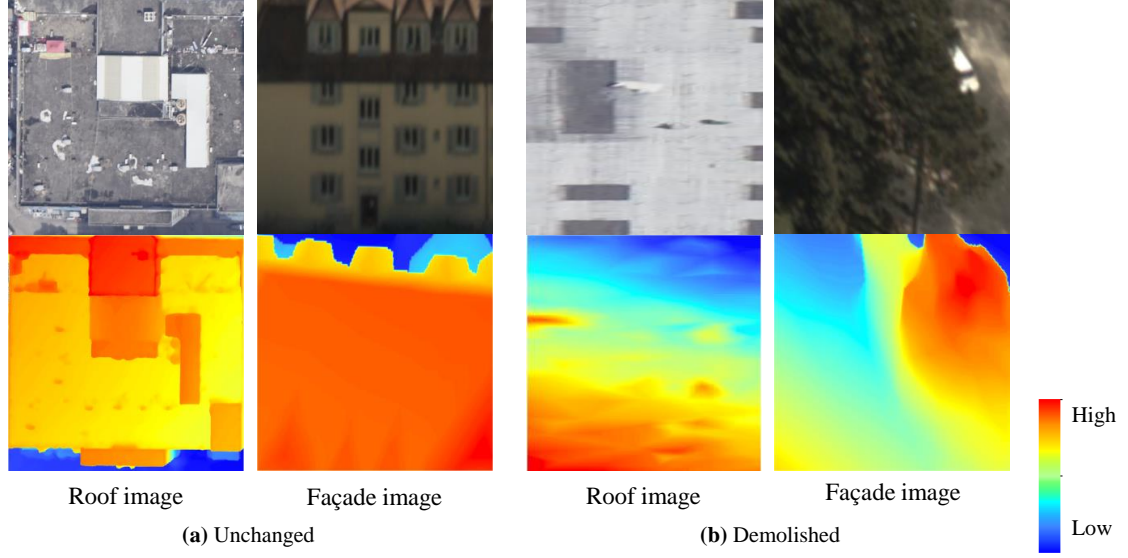 High
Low
Roof image
Façade image
Roof image
Façade image
(a) Unchanged
(b) Demolished